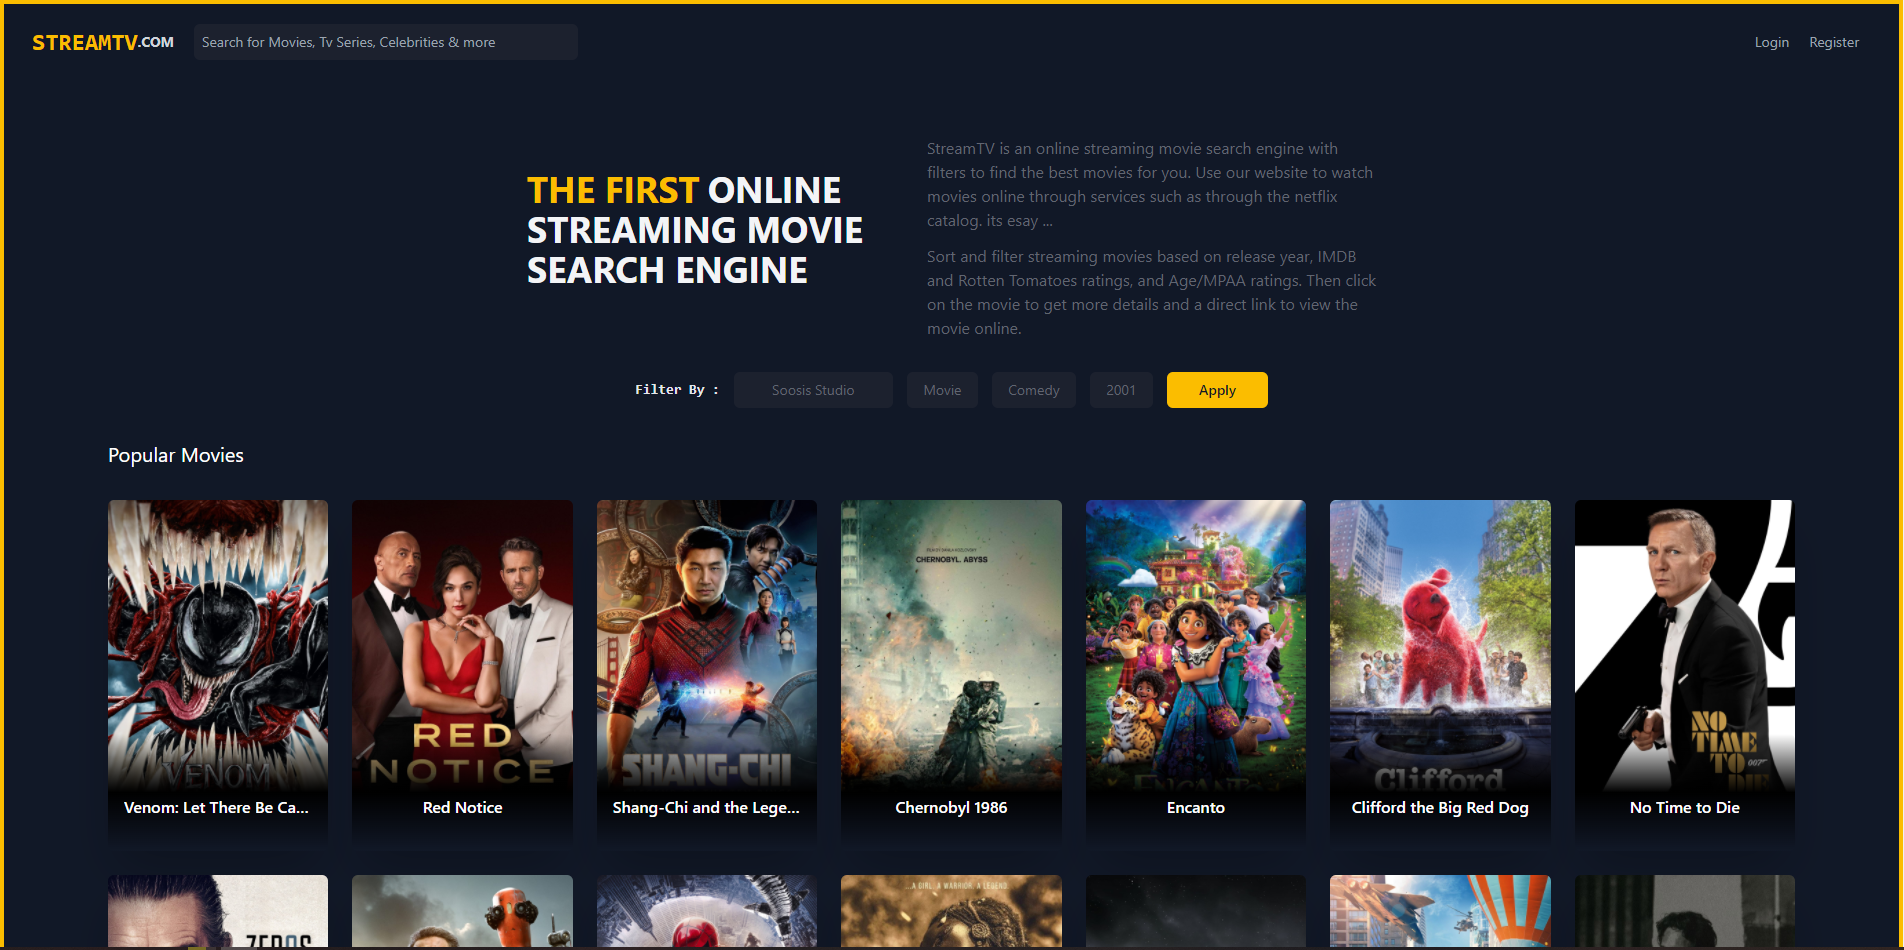 STREAMTV.COM
Search for Movies, Tv Series, Celebrities & more
Login
Register
THE FIRST ONLINE
STREAMING MOVIE
SEARCH ENGINE
StreamTV is an online streaming movie search engine with
filters to find the best movies for you. Use our website to watch
movies online through services such as through the netflix
catalog. its esay ...
Sort and filter streaming movies based on release year, IMDB
and Rotten Tomatoes ratings, and Age/MPAA ratings. Then click
on the movie to get more details and a direct link to view the
movie online.
Filter By :
Soosis Studio
Movie
Comedy
2001
Apply
Popular Movies
VENOM
Venom: Let There Be Ca...
RED
NOTICE
Red Notice
SHANG-CHI
Shang-Chi and the Lege...
CHERNOBYL. ABYSS
Chernobyl 1986
ENCANTO
Encanto
Clifford
Clifford the Big Red Dog
NO
TIME
TO
DIE
007
No Time to Die
ZEROS
...A GIRL. A WARRIOR. A LEGEND.